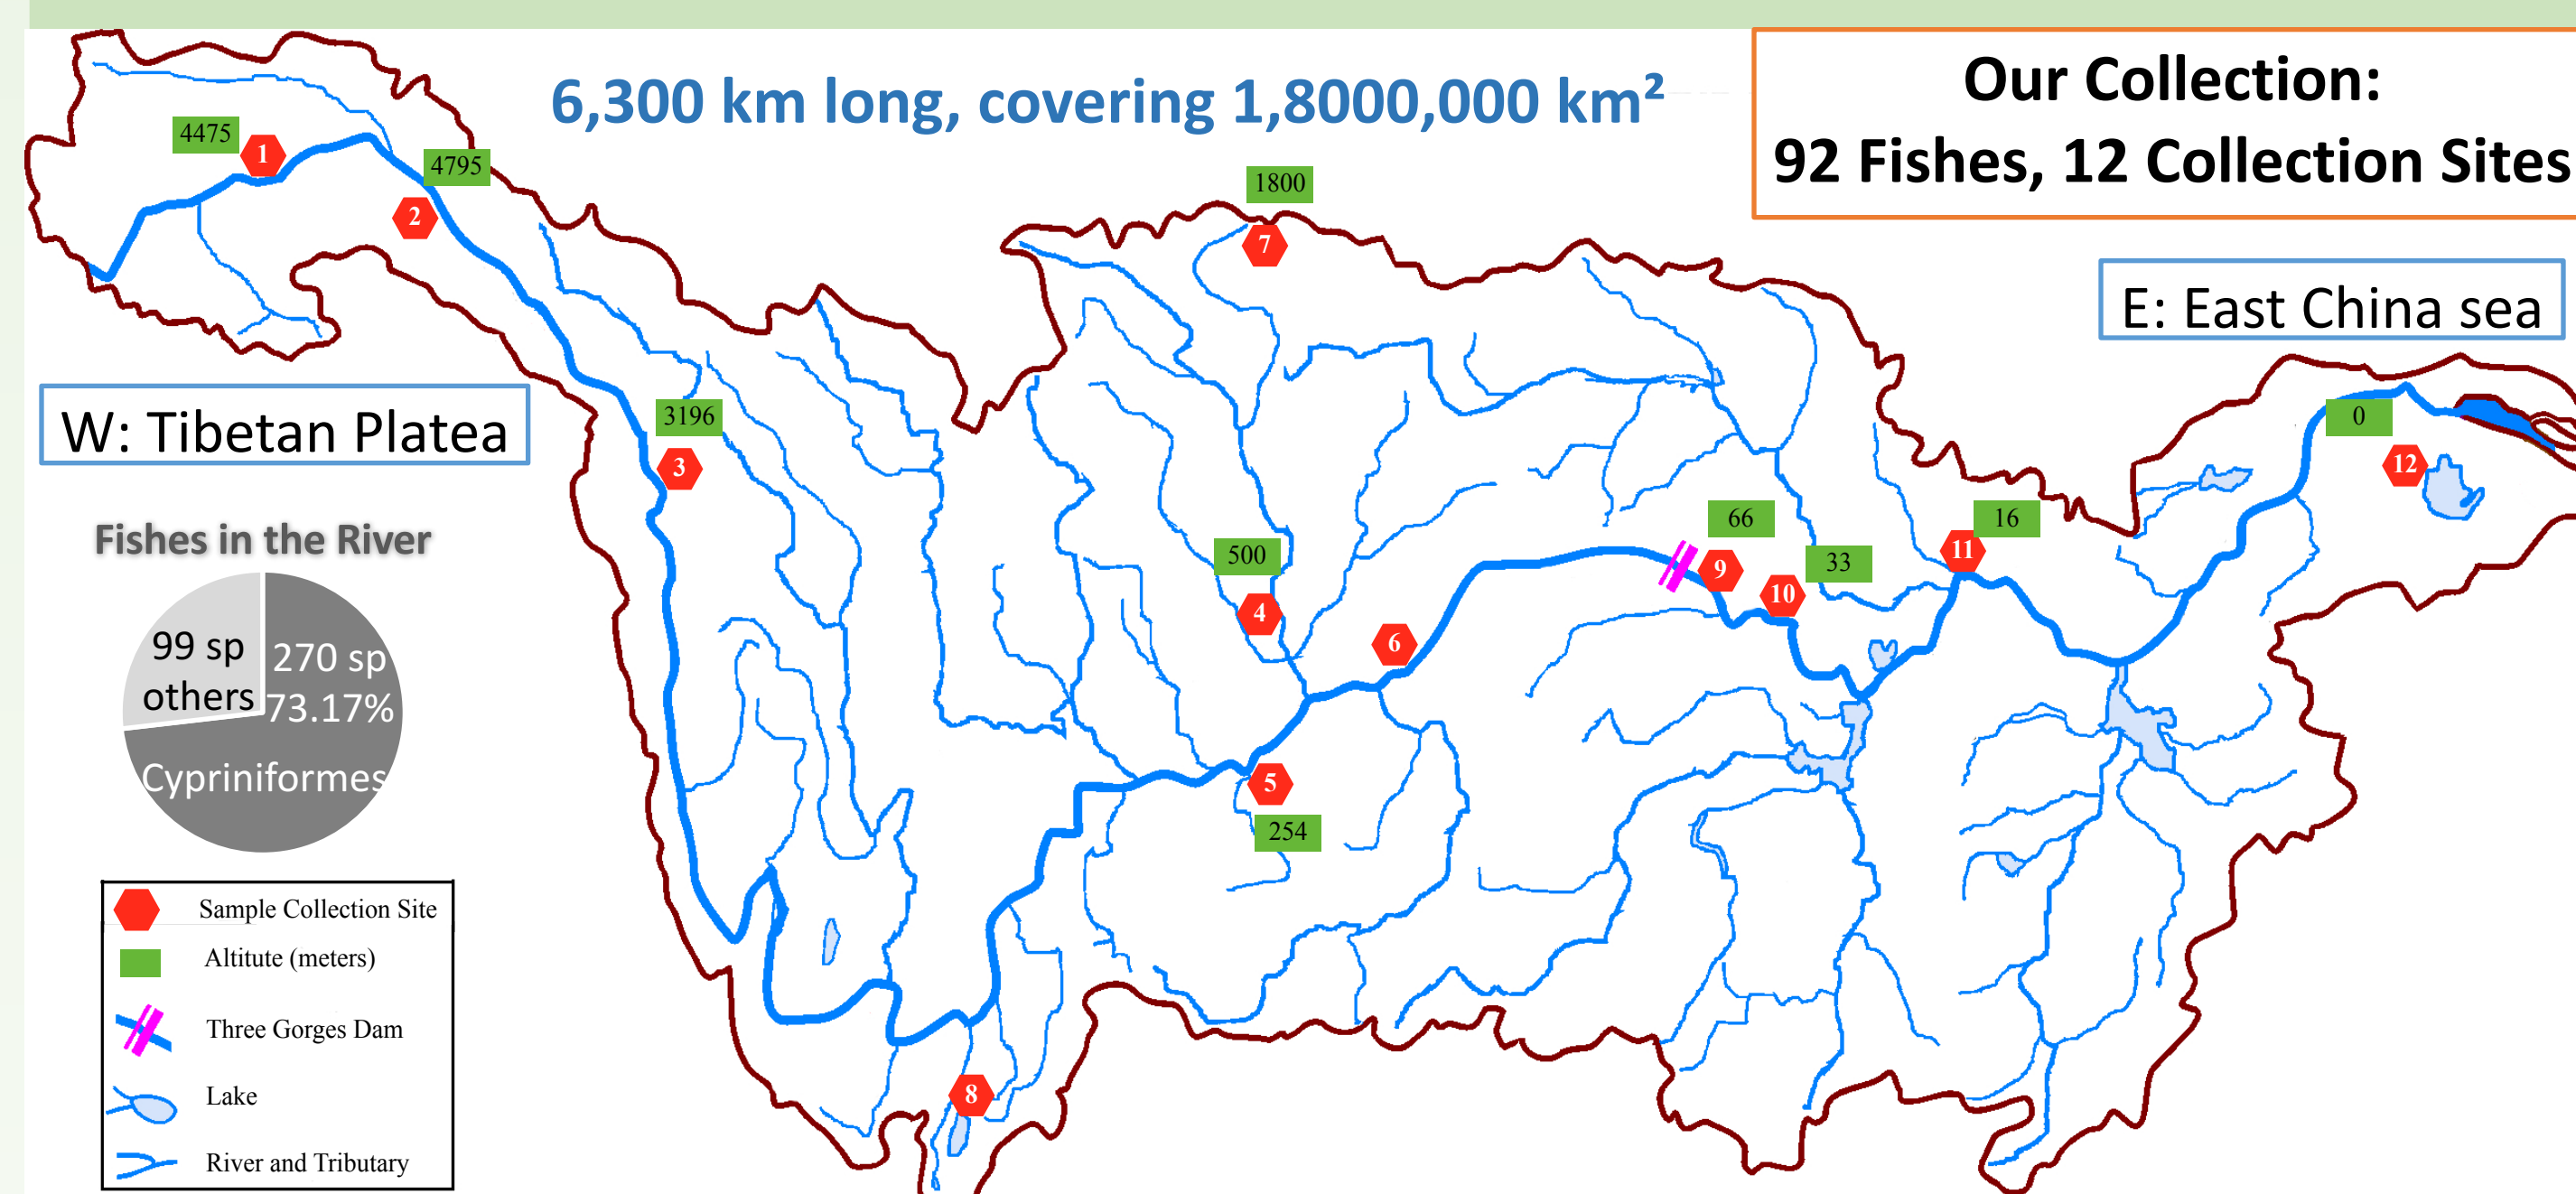 6,300 km long, covering 1,8000,000 km²
Our Collection:
92 Fishes, 12 Collection Sites
4475
1
4795
2
1800
7
E: East China sea
W: Tibetan Platea
3196
3
0
12
Fishes in the River
99 sp
others
270 sp
73.17%
Cypriniformes
500
4
6
66
9
10
33
11
16
5
254
8
Sample Collection Site
Altitute (meters)
Three Gorges Dam
Lake
River and Tributary